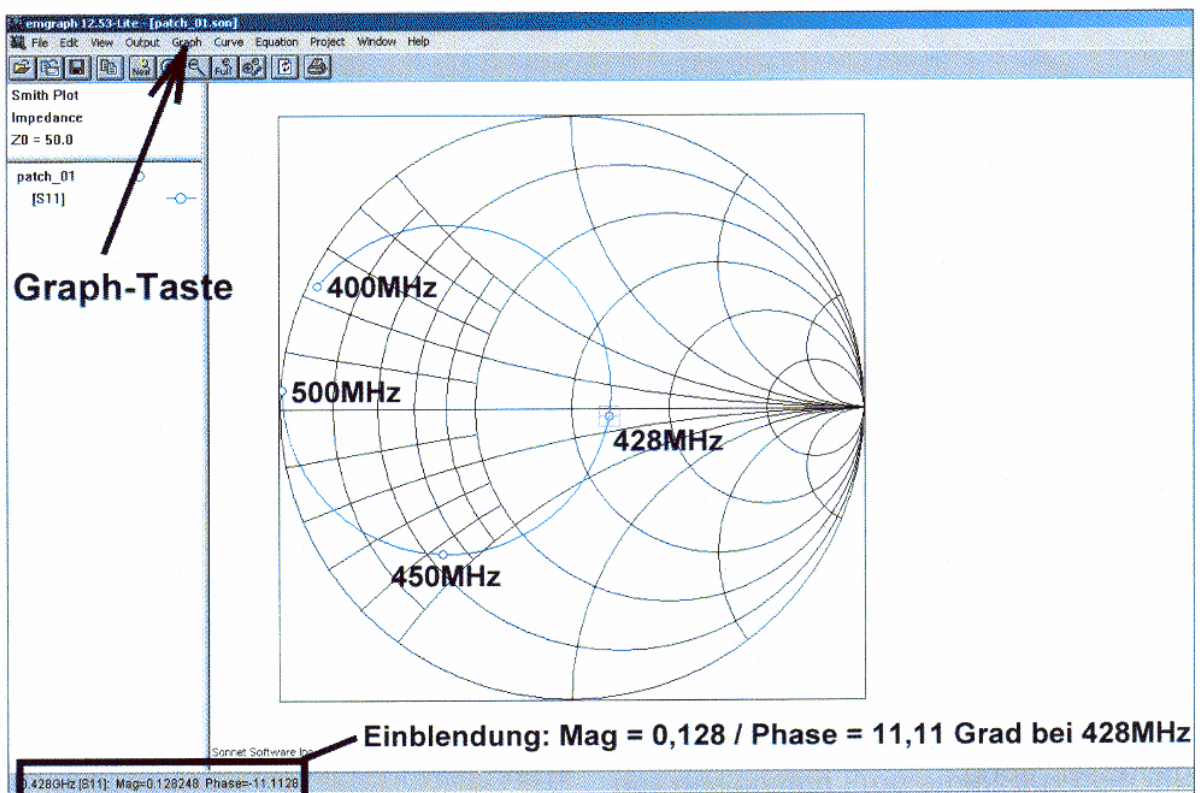 emgraph 12.53-Lite - [patch_01.son]
File Edit View Output Graph Curve Equation Project Window Help
New Full
Smith Plot
Impedance
Z0 = 50.0
patch_01
[S11]
Graph-Taste
400MHz
500MHz
428MHz
450MHz
Einblendung: Mag = 0,128 / Phase = 11,11 Grad bei 428MHz
Sonnet Software Inc
0.428GHz [S11]: Mag=0.128248 Phase=-11.1128